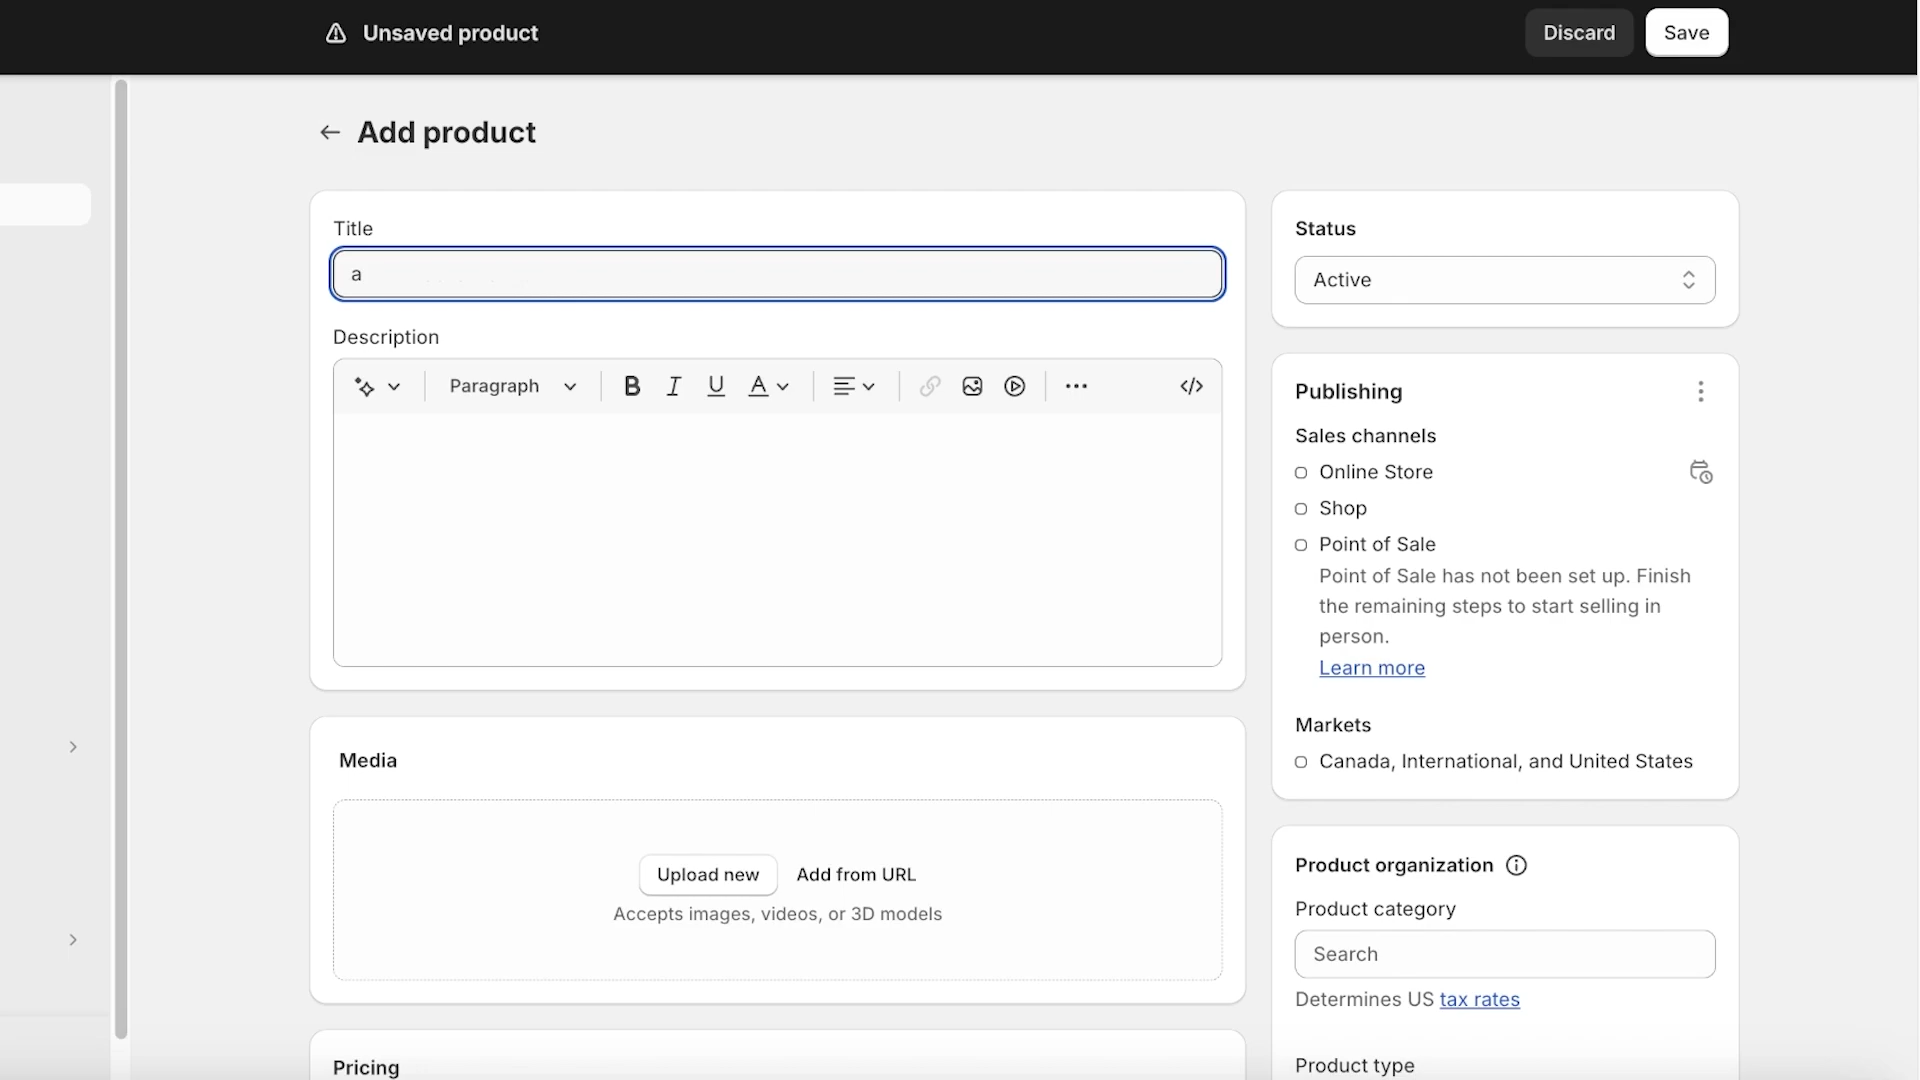 Unsaved product
Discard
Save
Add product
Title
a
Description
Paragraph
B I U A
Media
Upload new
Add from URL
Accepts images, videos, or 3D models
Pricing
Status
Active
Publishing
Sales channels
Online Store
Shop
Point of Sale
Point of Sale has not been set up. Finish
the remaining steps to start selling in
person.
Learn more
Markets
Canada, International, and United States
Product organization
Product category
Search
Determines US tax rates
Product type